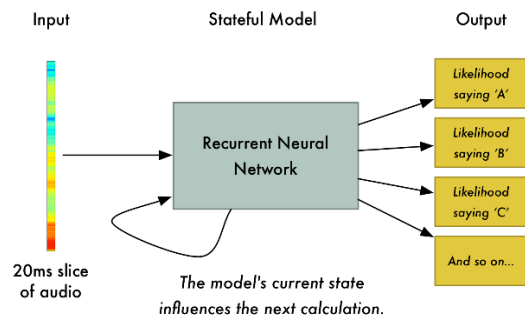 Input
Stateful Model
Output
20ms slice
of audio
Recurrent Neural
Network
The model's current state
influences the next calculation.
Likelihood
saying 'A'
Likelihood
saying 'B'
Likelihood
saying 'C'
And so on...